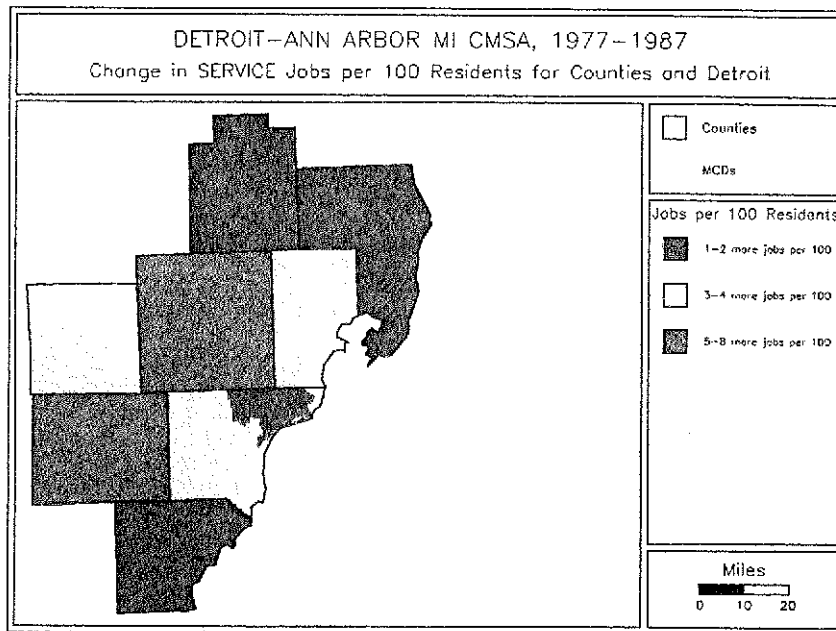 DETROIT-ANN ARBOR MI CMSA, 1977-1987
Change in SERVICE Jobs per 100 Residents for Counties and Detroit
Counties
MCDs
Jobs per 100 Residents
1-2 more jobs per 100
3-4 more jobs per 100
5-8 more jobs per 100
Miles
0 10 20